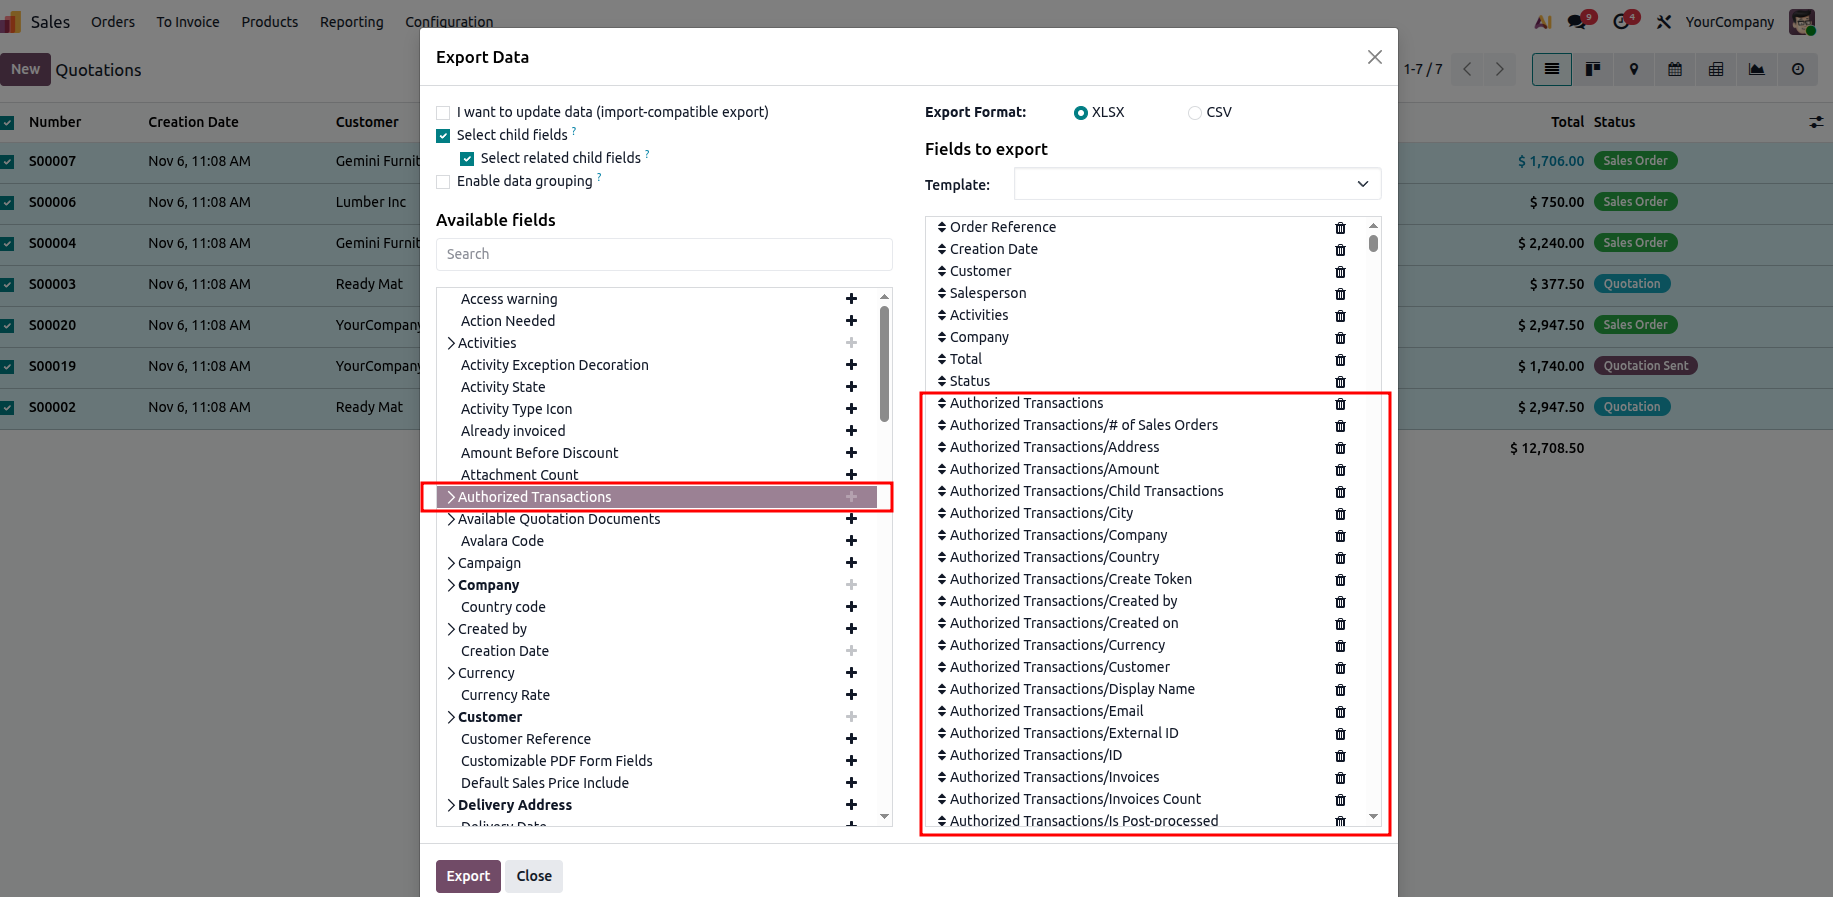 Sales Orders To Invoice Products Reporting Configuration AI 9 4 YourCompany
New Quotations 1-7 / 7
Number Creation Date Customer Total Status
S00007 Nov 6, 11:08 AM Gemini Furnit $ 1,706.00 Sales Order
S00006 Nov 6, 11:08 AM Lumber Inc $ 750.00 Sales Order
S00004 Nov 6, 11:08 AM Gemini Furnit $ 2,240.00 Sales Order
S00003 Nov 6, 11:08 AM Ready Mat $ 377.50 Quotation
S00020 Nov 6, 11:08 AM YourCompany $ 2,947.50 Sales Order
S00019 Nov 6, 11:08 AM YourCompany $ 1,740.00 Quotation Sent
S00002 Nov 6, 11:08 AM Ready Mat $ 2,947.50 Quotation
$ 12,708.50
Export Data
I want to update data (import-compatible export)
Select child fields ?
Select related child fields ?
Enable data grouping ?
Available fields
Search
Access warning
Action Needed
Activities
Activity Exception Decoration
Activity State
Activity Type Icon
Already invoiced
Amount Before Discount
Attachment Count
Authorized Transactions
Available Quotation Documents
Avalara Code
Campaign
Company
Country code
Created by
Creation Date
Currency
Currency Rate
Customer
Customer Reference
Customizable PDF Form Fields
Default Sales Price Include
Delivery Address
Delivery Date
Export Format: XLSX CSV
Fields to export
Template:
Order Reference
Creation Date
Customer
Salesperson
Activities
Company
Total
Status
Authorized Transactions
Authorized Transactions/# of Sales Orders
Authorized Transactions/Address
Authorized Transactions/Amount
Authorized Transactions/Child Transactions
Authorized Transactions/City
Authorized Transactions/Company
Authorized Transactions/Country
Authorized Transactions/Create Token
Authorized Transactions/Created by
Authorized Transactions/Created on
Authorized Transactions/Currency
Authorized Transactions/Customer
Authorized Transactions/Display Name
Authorized Transactions/Email
Authorized Transactions/External ID
Authorized Transactions/ID
Authorized Transactions/Invoices
Authorized Transactions/Invoices Count
Authorized Transactions/Is Post-processed
Export Close